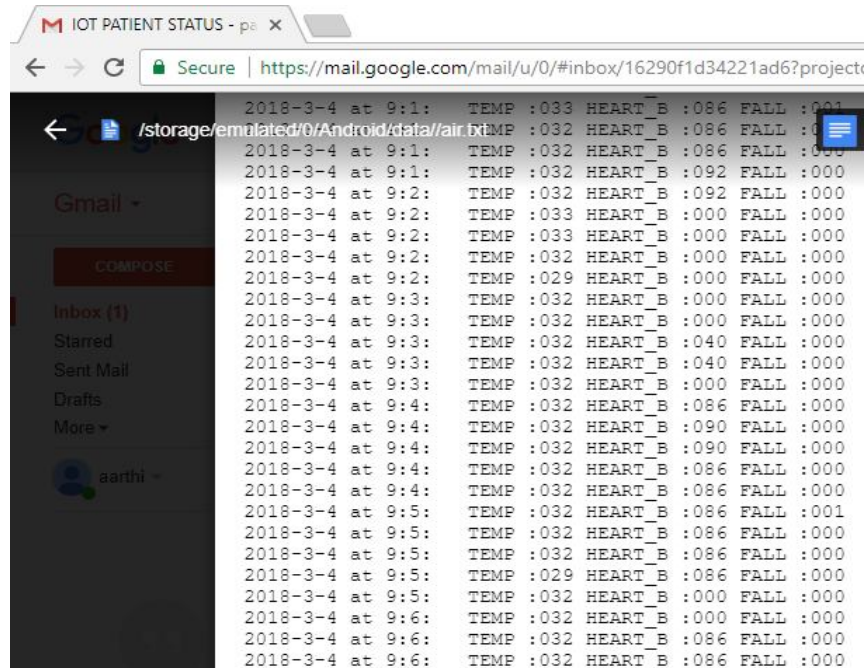 IOT PATIENT STATUS - pa
Secure | https://mail.google.com/mail/u/0/#inbox/16290f1d34221ad6?projecto
/storage/emulated/0/Android/data//air.txt
Gmail
COMPOSE
Inbox (1)
Starred
Sent Mail
Drafts
More
aarthi
2018-3-4 at 9:1: TEMP :033 HEART_B :086 FALL :001
2018-3-4 at 9:1: TEMP :032 HEART_B :086 FALL
2018-3-4 at 9:1: TEMP :032 HEART_B :086 FALL :000
2018-3-4 at 9:1: TEMP :032 HEART_B :092 FALL :000
2018-3-4 at 9:2: TEMP :032 HEART_B :092 FALL :000
2018-3-4 at 9:2: TEMP :033 HEART_B :000 FALL :000
2018-3-4 at 9:2: TEMP :033 HEART_B :000 FALL :000
2018-3-4 at 9:2: TEMP :032 HEART_B :000 FALL :000
2018-3-4 at 9:2: TEMP :029 HEART_B :000 FALL :000
2018-3-4 at 9:3: TEMP :032 HEART_B :000 FALL :000
2018-3-4 at 9:3: TEMP :032 HEART_B :000 FALL :000
2018-3-4 at 9:3: TEMP :032 HEART_B :040 FALL :000
2018-3-4 at 9:3: TEMP :032 HEART_B :040 FALL :000
2018-3-4 at 9:3: TEMP :032 HEART_B :000 FALL :000
2018-3-4 at 9:4: TEMP :032 HEART_B :086 FALL :000
2018-3-4 at 9:4: TEMP :032 HEART_B :090 FALL :000
2018-3-4 at 9:4: TEMP :032 HEART_B :090 FALL :000
2018-3-4 at 9:4: TEMP :032 HEART_B :086 FALL :000
2018-3-4 at 9:4: TEMP :032 HEART_B :086 FALL :000
2018-3-4 at 9:5: TEMP :032 HEART_B :086 FALL :001
2018-3-4 at 9:5: TEMP :032 HEART_B :086 FALL :000
2018-3-4 at 9:5: TEMP :032 HEART_B :086 FALL :000
2018-3-4 at 9:5: TEMP :029 HEART_B :086 FALL :000
2018-3-4 at 9:5: TEMP :032 HEART_B :000 FALL :000
2018-3-4 at 9:6: TEMP :032 HEART_B :000 FALL :000
2018-3-4 at 9:6: TEMP :032 HEART_B :086 FALL :000
2018-3-4 at 9:6: TEMP :032 HEART_B :086 FALL :000